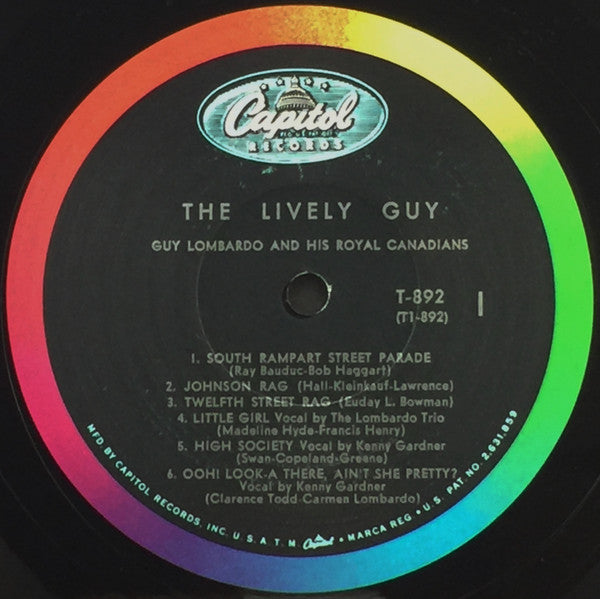 Capitol
RECORDS
THE LIVELY GUY
GUY LOMBARDO AND HIS ROYAL CANADIANS
T-892
(T1-892)
1
1. SOUTH RAMPART STREET PARADE
(Ray Bauduc-Bob Haggart)
2. JOHNSON RAG (Hall-Kleinkauf-Lawrence)
3. TWELFTH STREET RAG (Euday L. Bowman)
4. LITTLE GIRL Vocal by The Lombardo Trio
(Madeline Hyde-Francis Henry)
5. HIGH SOCIETY Vocal by Kenny Gardner
(Swan-Copeland-Greene)
6. OOH! LOOK-A THERE, AIN'T SHE PRETTY?
Vocal by Kenny Gardner
(Clarence Todd-Carmen Lombardo)
MFD. BY CAPITOL RECORDS, INC. U.S.A. T.M. Capitol • MARCA REG. • U.S. PAT. NO. 2,631,859